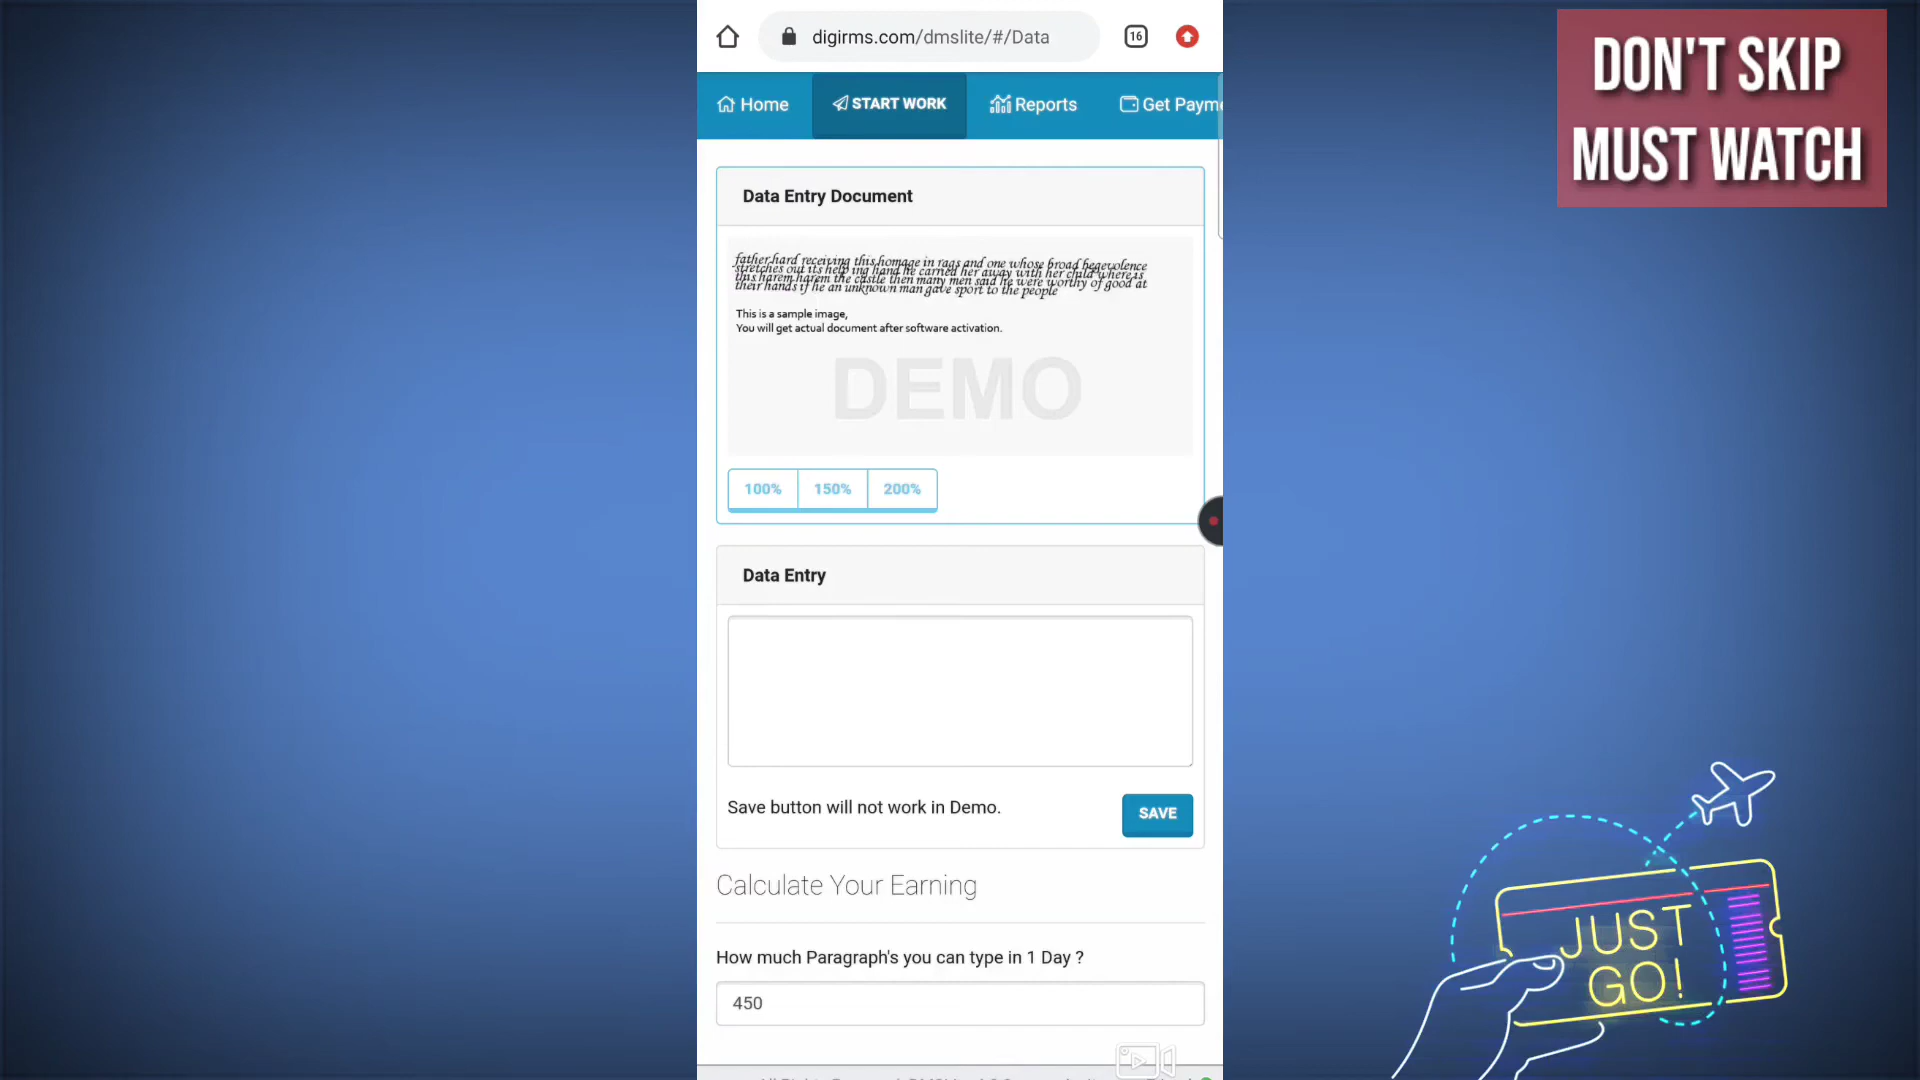 digirms.com/dmslite/#/Data
16
Home
START WORK
Reports
Get Payme
DON'T SKIP
MUST WATCH
Data Entry Document
father hard receiving this homage in rags and one whose broad benevolence
stretches out its help ing hand he carried her away with her child where is
this harem harem the castle then many men said he were worthy of good at
their hands if he an unknown man gave sport to the people
This is a sample image,
You will get actual document after software activation.
DEMO
100%
150%
200%
Data Entry
Save button will not work in Demo.
SAVE
Calculate Your Earning
How much Paragraph's you can type in 1 Day ?
450
JUST
GO!